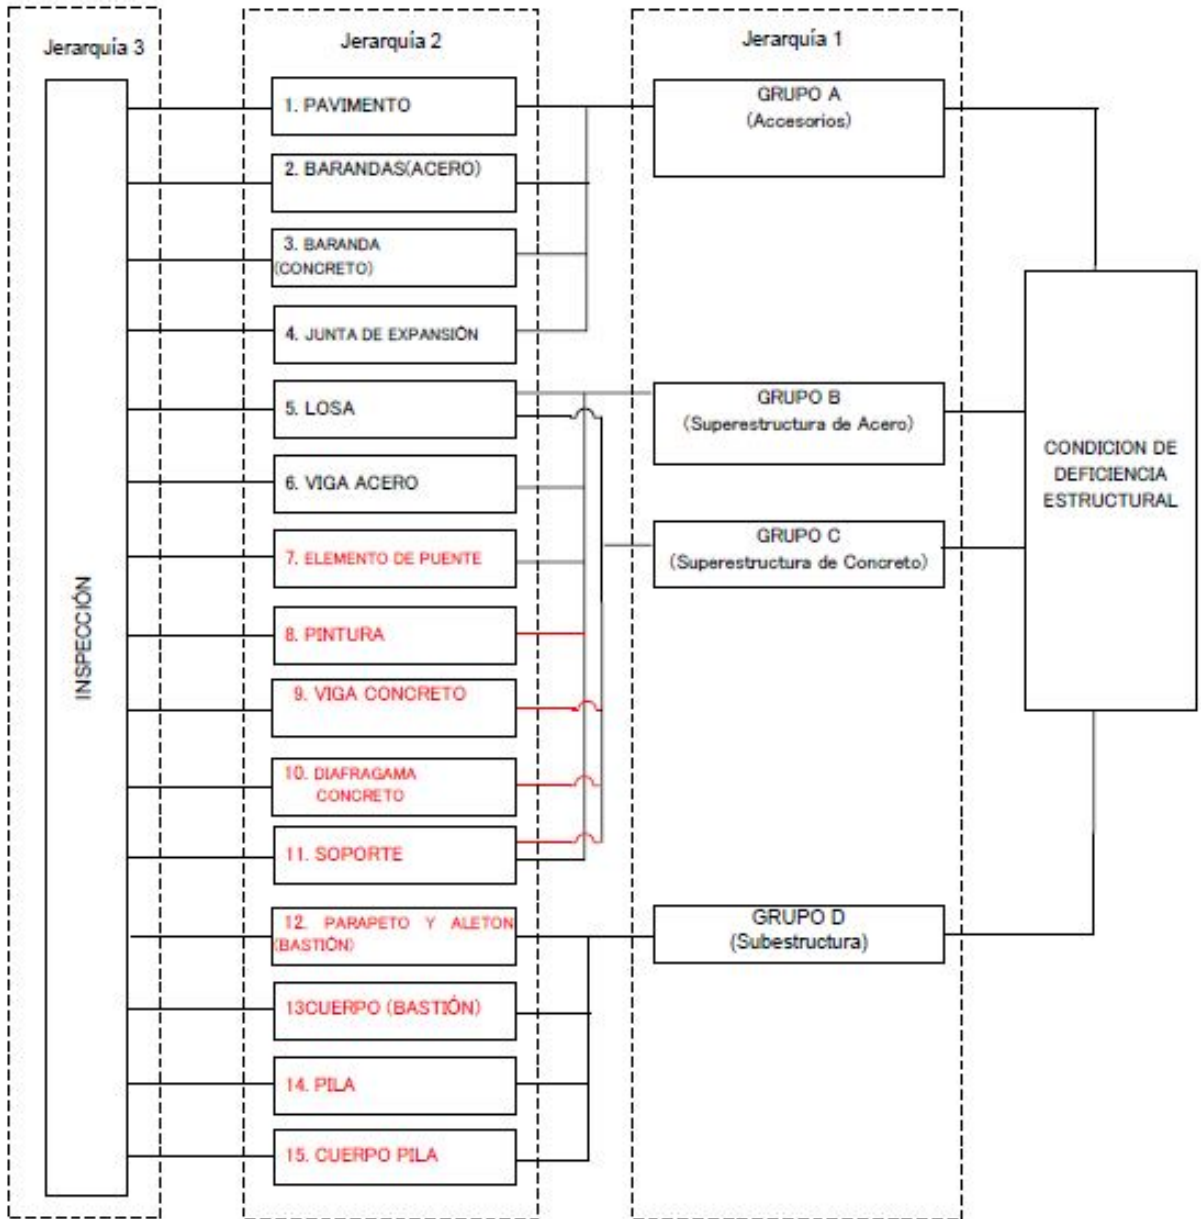 Jerarquía 3
INSPECCIÓN
Jerarquía 2
1. PAVIMENTO
2. BARANDAS(ACERO)
3. BARANDA
(CONCRETO)
4. JUNTA DE EXPANSIÓN
5. LOSA
6. VIGA ACERO
7. ELEMENTO DE PUENTE
8. PINTURA
9. VIGA CONCRETO
10. DIAFRAGAMA
CONCRETO
11. SOPORTE
12. PARAPETO Y ALETON
(BASTIÓN)
13CUERPO (BASTIÓN)
14. PILA
15. CUERPO PILA
Jerarquía 1
GRUPO A
(Accesorios)
GRUPO B
(Superestructura de Acero)
GRUPO C
(Superestructura de Concreto)
GRUPO D
(Subestructura)
CONDICION DE
DEFICIENCIA
ESTRUCTURAL